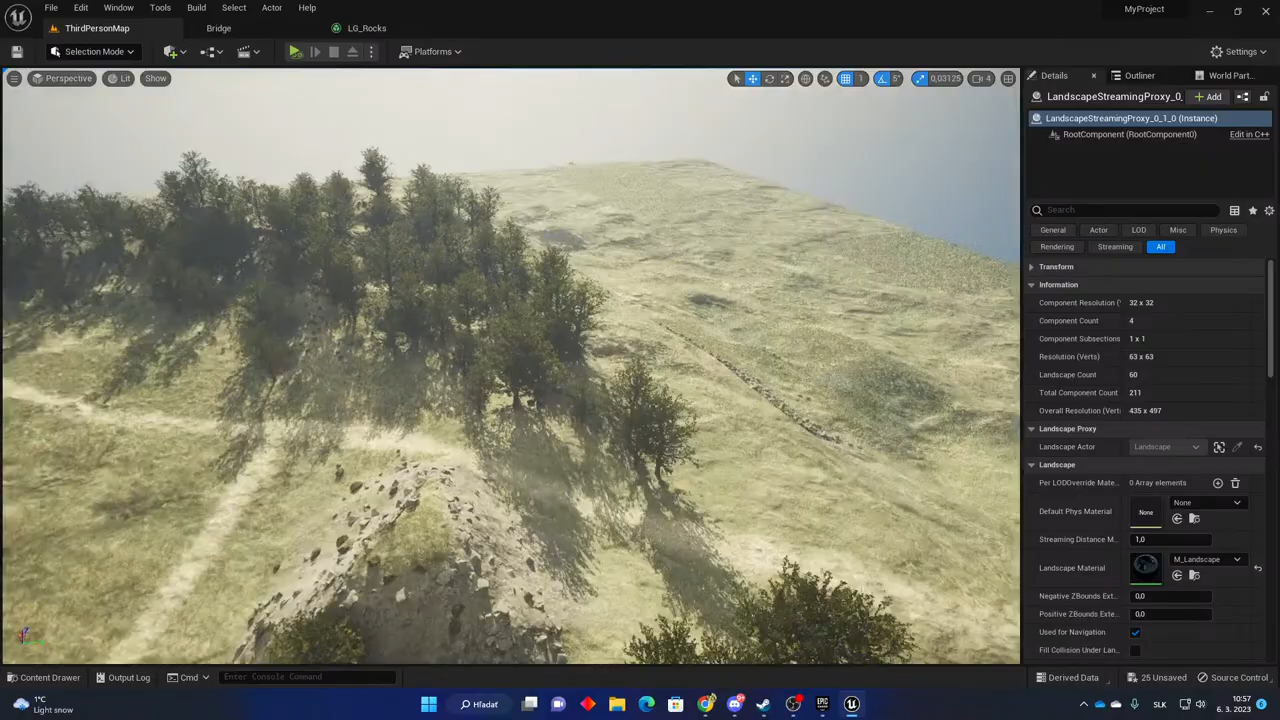 File Edit Window Tools Build Select Actor Help
MyProject
ThirdPersonMap Bridge LG_Rocks
Selection Mode Platforms Settings
Perspective Lit Show 1 5° 0,03125 4
Details Outliner World Part...
LandscapeStreamingProxy_0_ Add
LandscapeStreamingProxy_0_1_0 (Instance)
RootComponent (RootComponent0) Edit in C++
Search
General Actor LOD Misc Physics
Rendering Streaming All
Transform
Information
Component Resolution ( 32 x 32
Component Count 4
Component Subsections 1 x 1
Resolution (Verts) 63 x 63
Landscape Count 60
Total Component Count 211
Overall Resolution (Vert 435 x 497
Landscape Proxy
Landscape Actor Landscape
Landscape
Per LODOverride Mate... 0 Array elements
Default Phys Material None None
Streaming Distance M... 1,0
Landscape Material M_Landscape
Negative ZBounds Ext... 0,0
Positive ZBounds Exte... 0,0
Used for Navigation
Fill Collision Under Lan...
Content Drawer Output Log Cmd Enter Console Command Derived Data 25 Unsaved Source Control
1°C
Light snow
Hľadať
SLK
10:57
6. 3. 2023